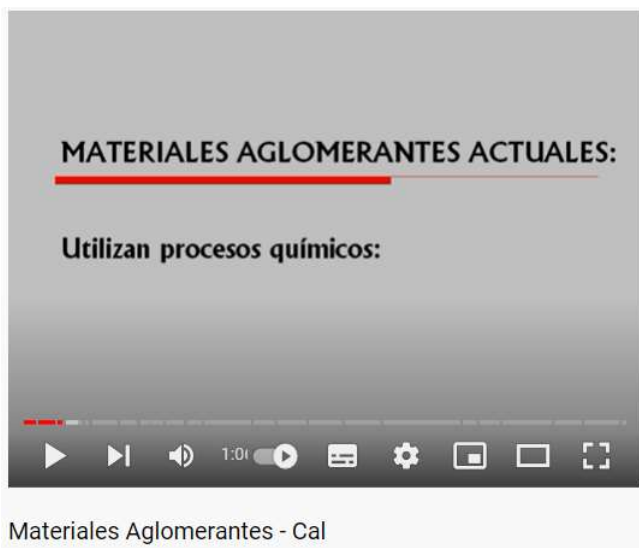 MATERIALES AGLOMERANTES ACTUALES:
Utilizan procesos químicos:
Materiales Aglomerantes - Cal